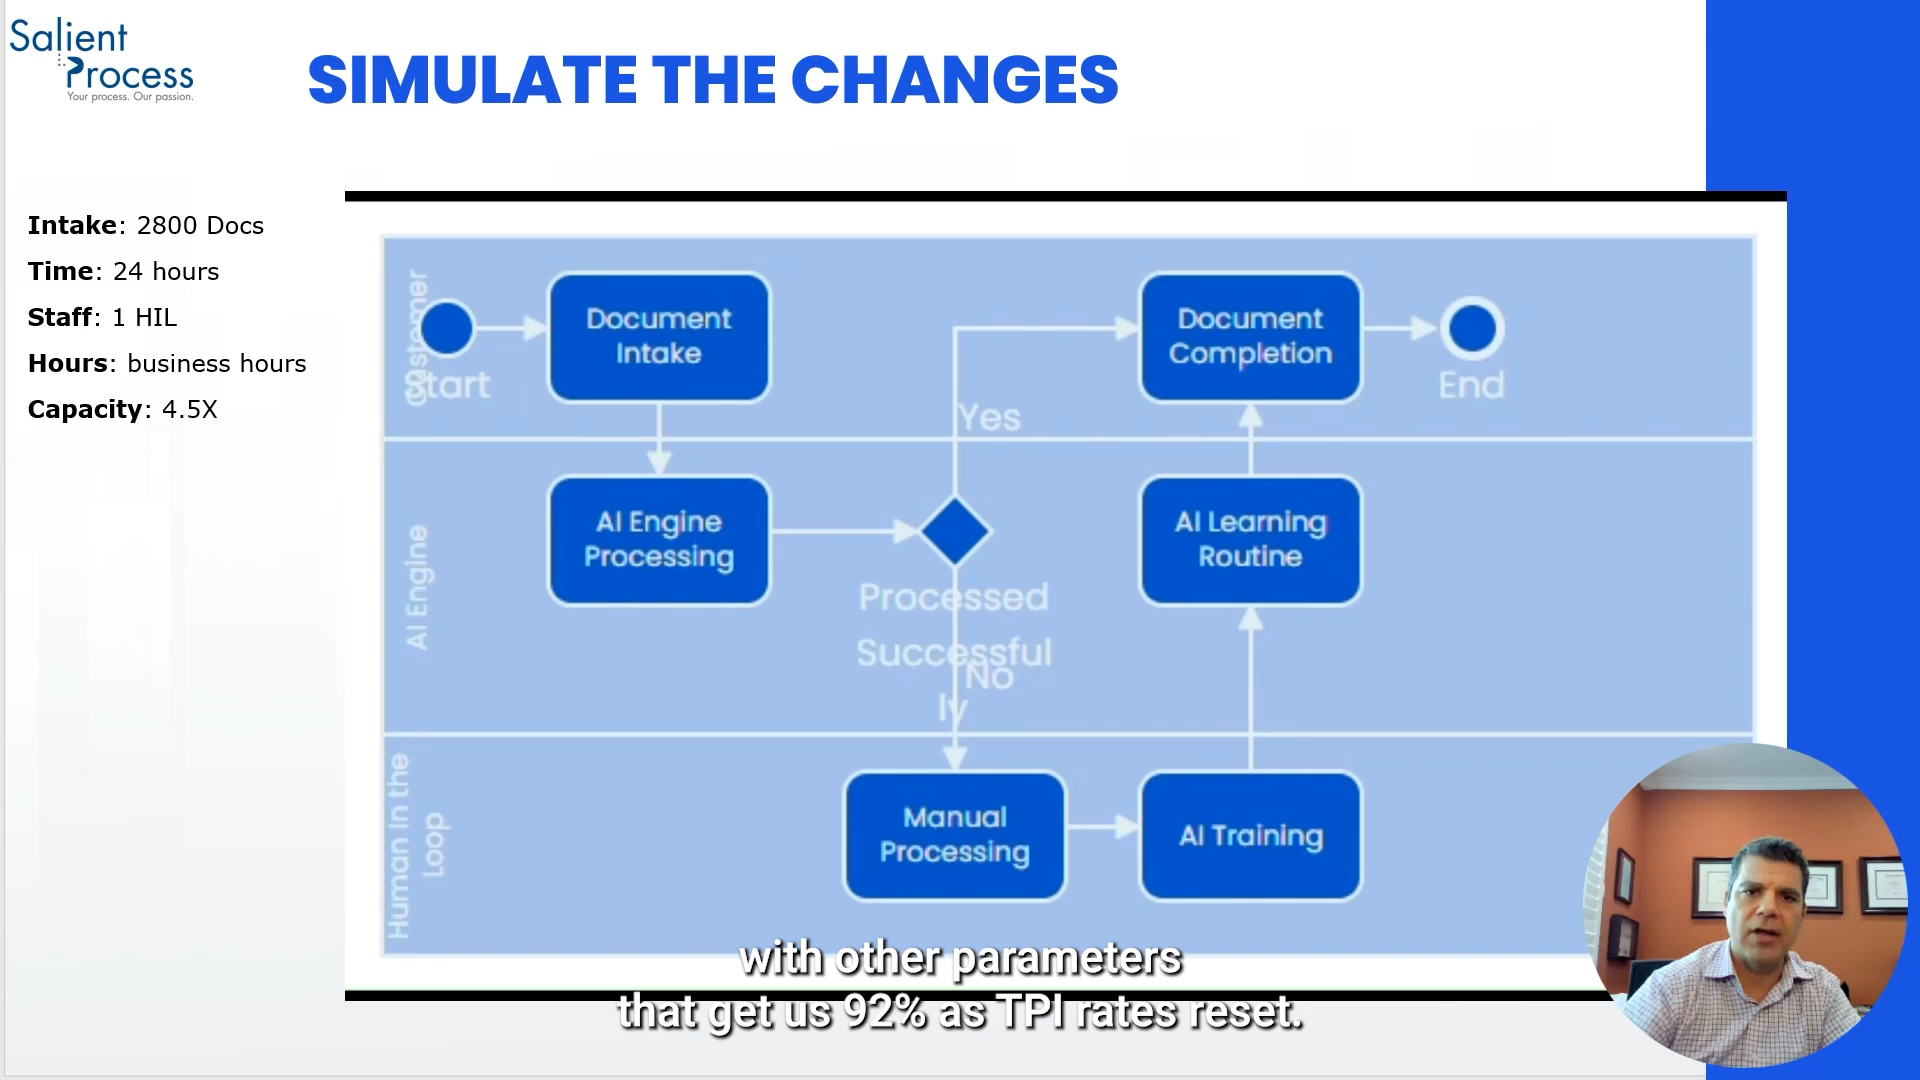 Salient
Process
Your process. Our passion.
SIMULATE THE CHANGES
Intake: 2800 Docs
Time: 24 hours
Staff: 1 HIL
Hours: business hours
Capacity: 4.5X
Customer
Start
Document
Intake
Document
Completion
End
Yes
AI Engine
AI Engine
Processing
Processed
Successful
ly
No
AI Learning
Routine
Human In the
Loop
Manual
Processing
AI Training
with other parameters
that get us 92% as TPI rates reset.